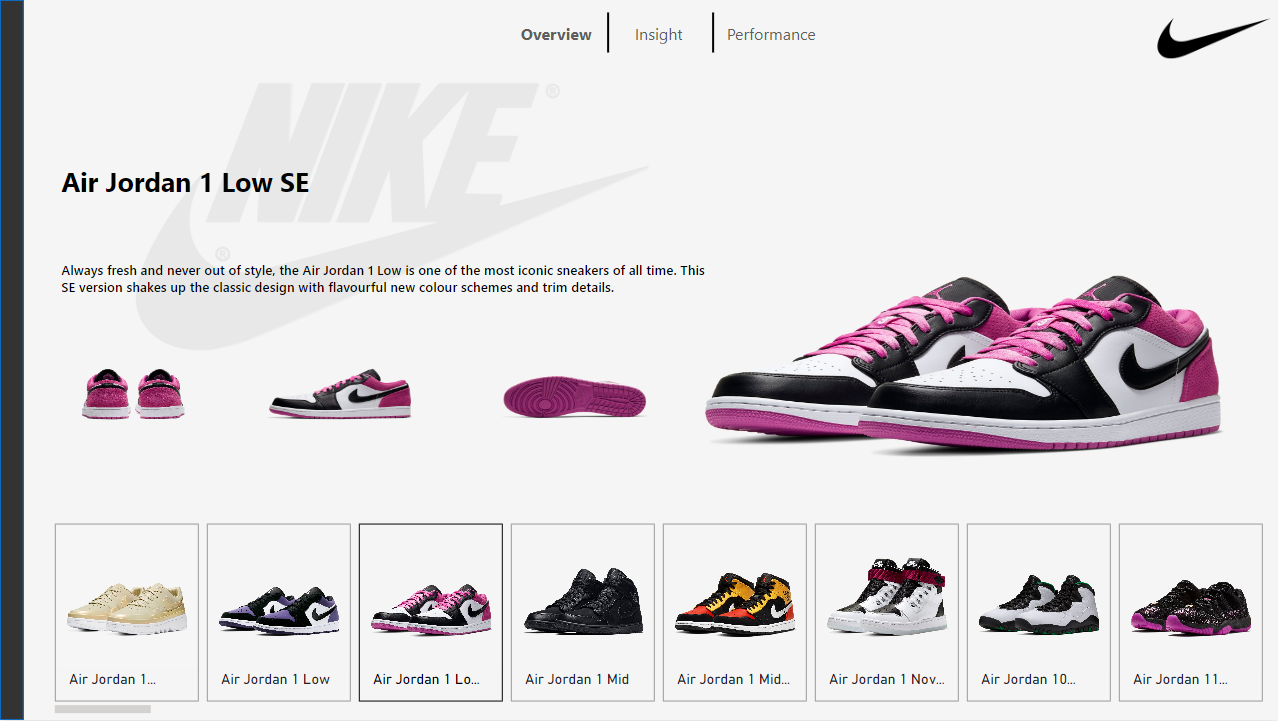 Overview
Insight
Performance
NIKE
®
Air Jordan 1 Low SE
®
Always fresh and never out of style, the Air Jordan 1 Low is one of the most iconic sneakers of all time. This
SE version shakes up the classic design with flavourful new colour schemes and trim details.
Air Jordan 1...
Air Jordan 1 Low
Air Jordan 1 Lo...
Air Jordan 1 Mid
Air Jordan 1 Mid...
Air Jordan 1 Nov...
Air Jordan 10...
Air Jordan 11...